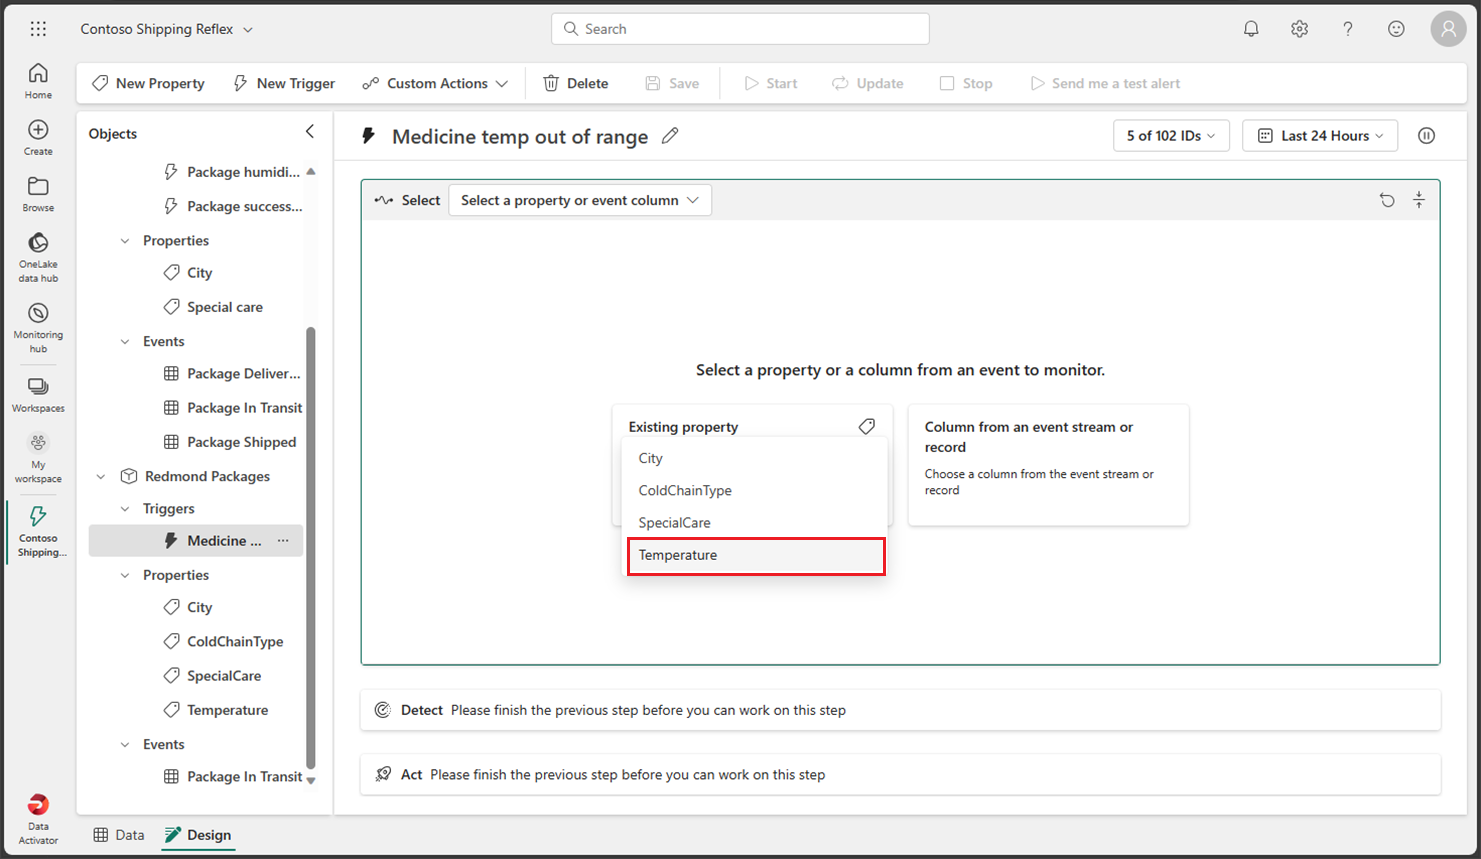 Contoso Shipping Reflex
Search
Home
Create
Browse
OneLake
data hub
Monitoring
hub
Workspaces
My
workspace
Contoso
Shipping...
Data
Activator
New Property
New Trigger
Custom Actions
Delete
Save
Start
Update
Stop
Send me a test alert
Objects
Package humidi...
Package success...
Properties
City
Special care
Events
Package Deliver...
Package In Transit
Package Shipped
Redmond Packages
Triggers
Medicine ...
Properties
City
ColdChainType
SpecialCare
Temperature
Events
Package In Transit
Data
Design
Medicine temp out of range
5 of 102 IDs
Last 24 Hours
Select
Select a property or event column
Select a property or a column from an event to monitor.
Existing property
City
ColdChainType
SpecialCare
Temperature
Column from an event stream or
record
Choose a column from the event stream or
record
Detect Please finish the previous step before you can work on this step
Act Please finish the previous step before you can work on this step